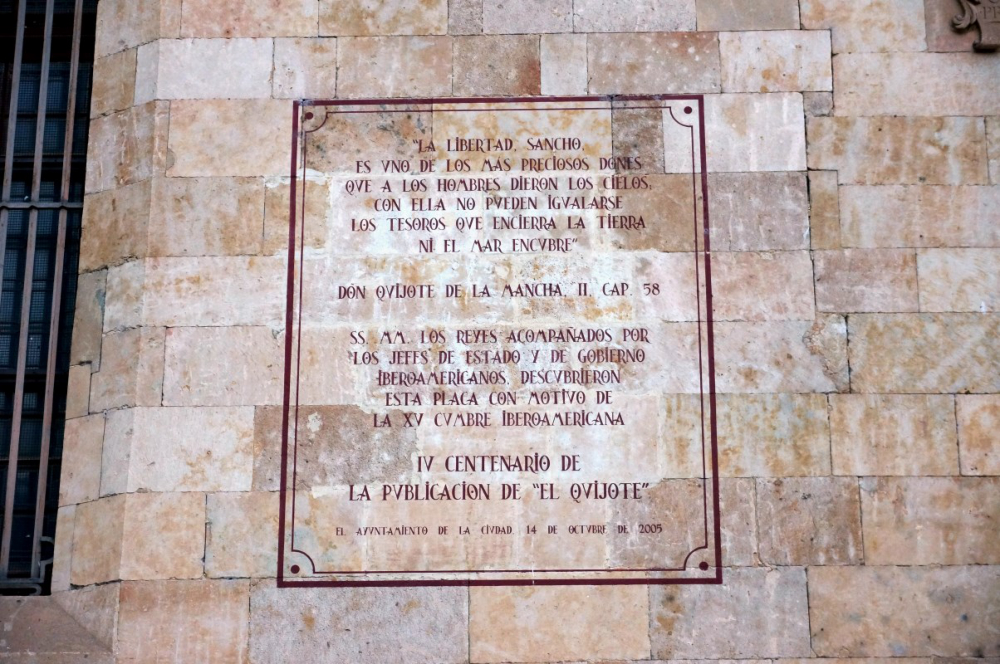 “LA LIBERTAD, SANCHO,
ES VNO DE LOS MAS PRECIOSOS DONES
QVE A LOS HOMBRES DIERON LOS CIELOS;
CON ELLA NO PVEDEN IGVALARSE
LOS TESOROS QVE ENCIERRA LA TIERRA
NI EL MAR ENCVBRE”
DON QVIJOTE DE LA MANCHA II, CAP. 58
SS. MM. LOS REYES ACOMPAÑADOS POR
LOS JEFES DE ESTADO Y DE GOBIERNO
IBEROAMERICANOS, DESCVBRIERON
ESTA PLACA CON MOTIVO DE
LA XV CVMBRE IBEROAMERICANA
IV CENTENARIO DE
LA PVBLICACION DE “EL QVIJOTE”
EL AYVNTAMIENTO DE LA CIVDAD 14 DE OCTVBRE DE 2005